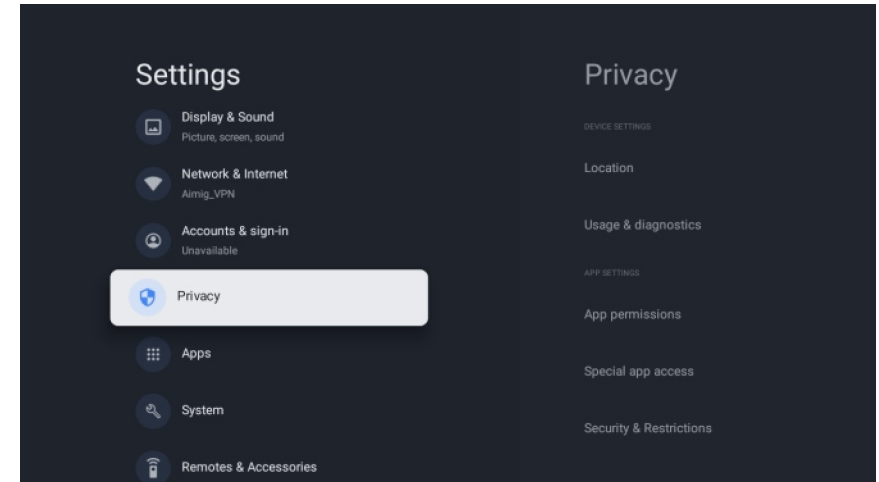 Settings
Display & Sound
Picture, screen, sound
Network & Internet
Aimig_VPN
Accounts & sign-in
Unavailable
Privacy
Apps
System
Remotes & Accessories
Privacy
DEVICE SETTINGS
Location
Usage & diagnostics
APP SETTINGS
App permissions
Special app access
Security & Restrictions